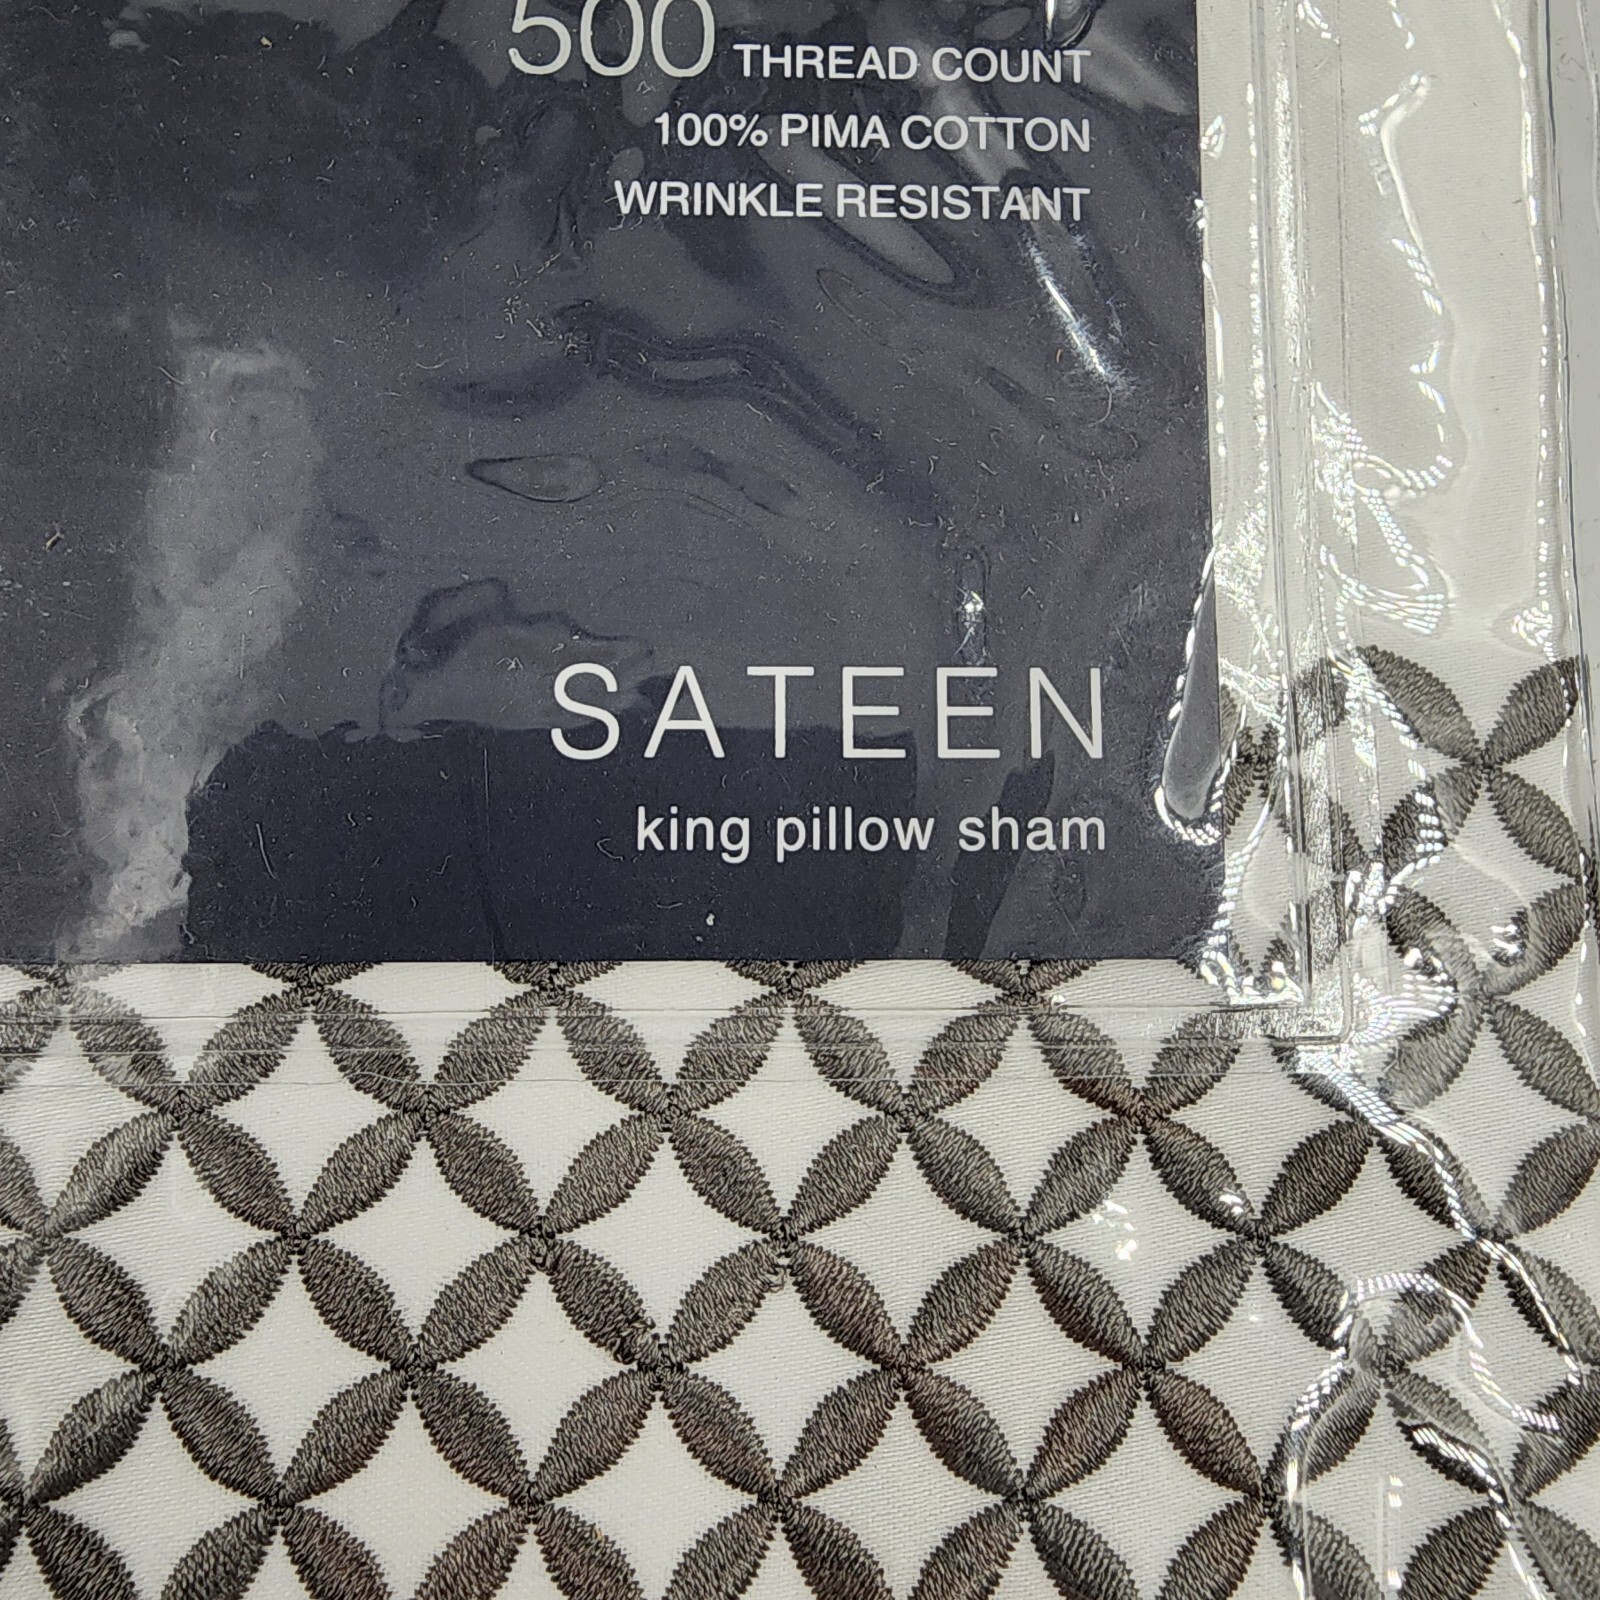 500 THREAD COUNT
100% PIMA COTTON
WRINKLE RESISTANT
SATEEN
king pillow sham